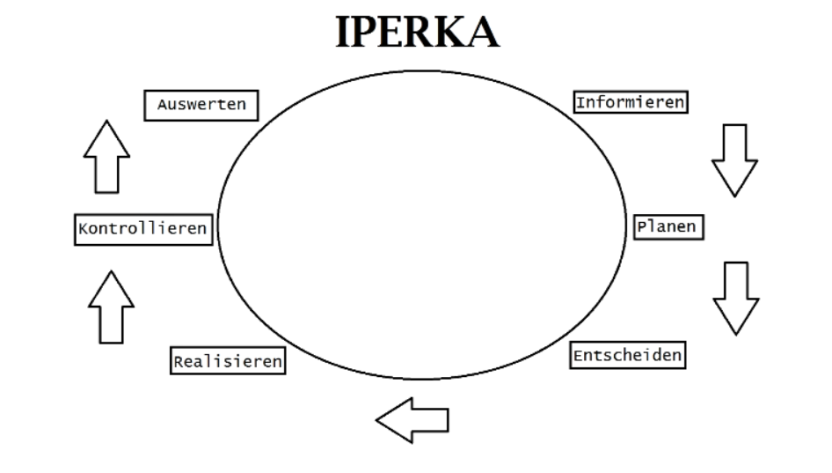 IPERKA
Auswerten
Informieren
Kontrollieren
Planen
Realisieren
Entscheiden